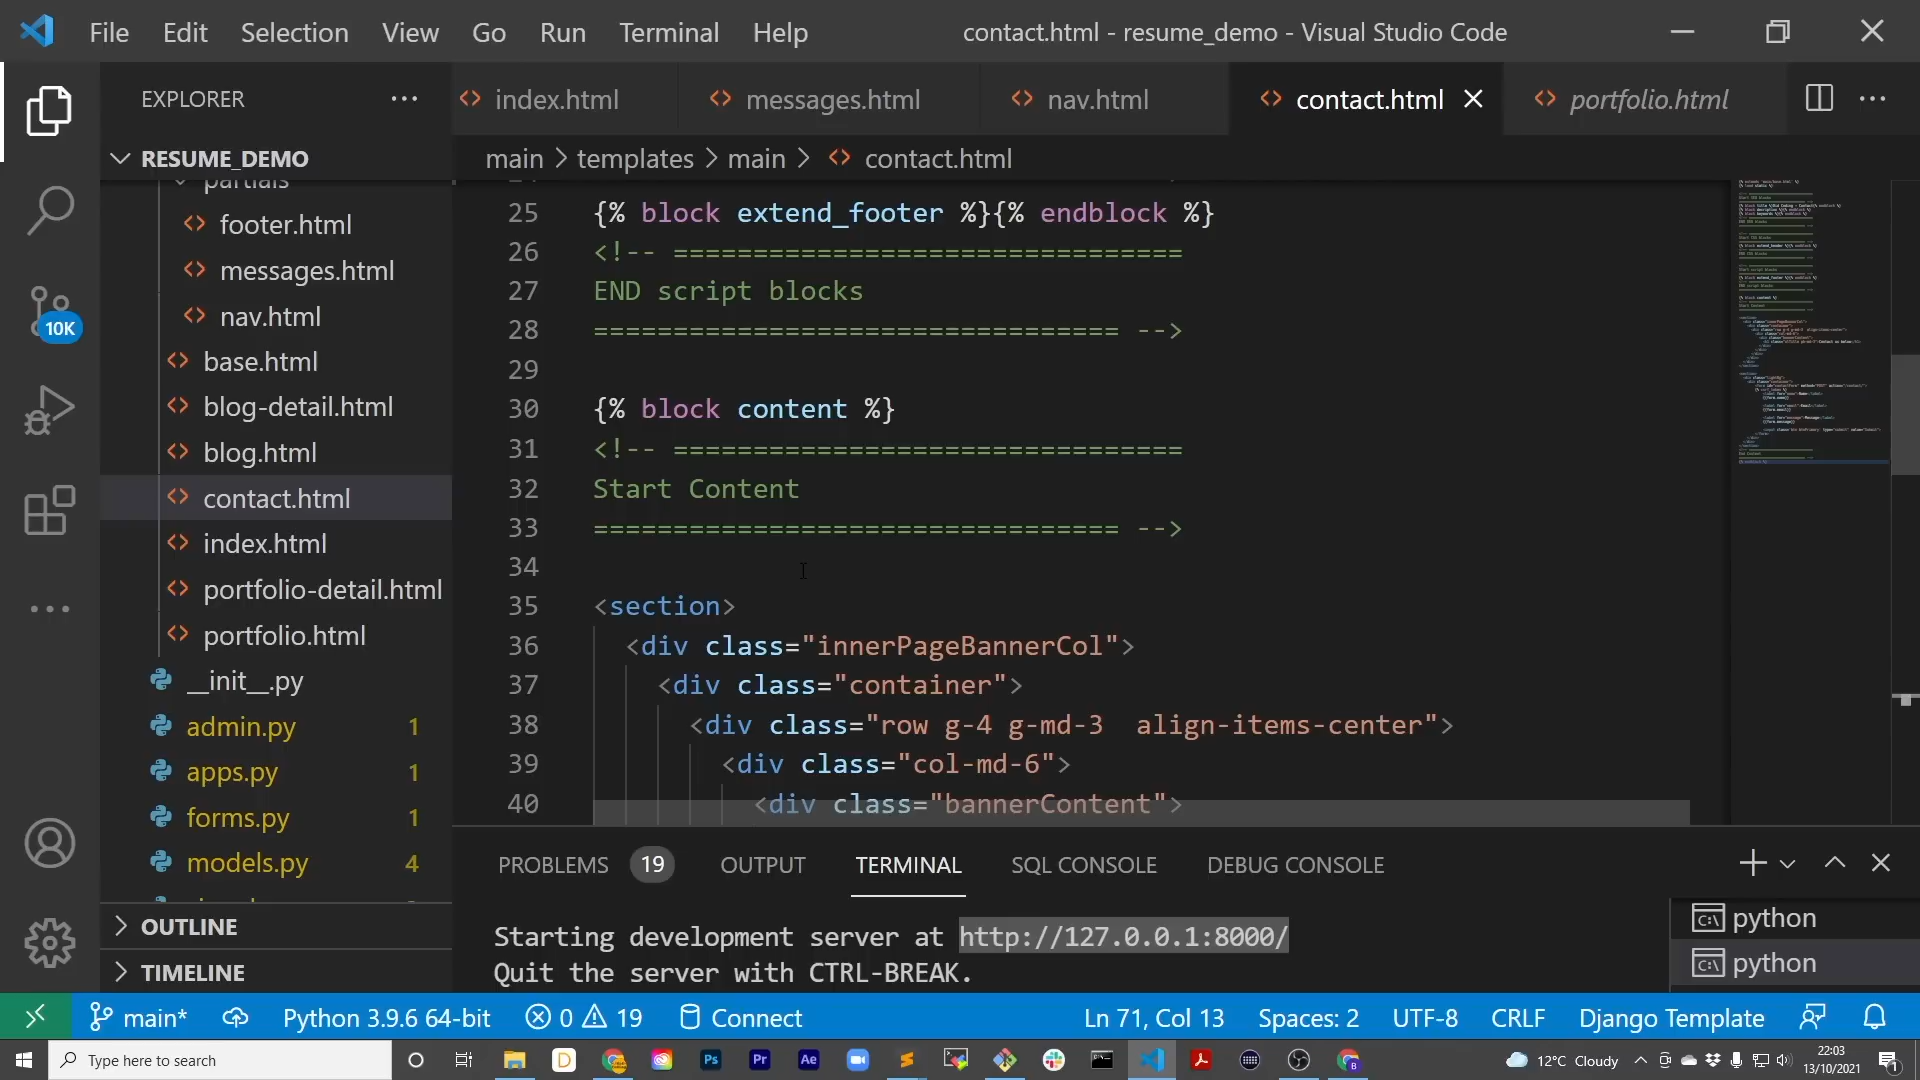 File Edit Selection View Go Run Terminal Help
contact.html - resume_demo - Visual Studio Code
EXPLORER
index.html
messages.html
nav.html
contact.html
portfolio.html
RESUME_DEMO
main > templates > main > contact.html
partials
footer.html
messages.html
nav.html
base.html
blog-detail.html
blog.html
contact.html
index.html
portfolio-detail.html
portfolio.html
__init__.py
admin.py 1
apps.py 1
forms.py 1
models.py 4
OUTLINE
TIMELINE
10K
25 {% block extend_footer %}{% endblock %}
26 <!-- ================================
27 END script blocks
28 ================================= -->
29
30 {% block content %}
31 <!-- ================================
32 Start Content
33 ================================= -->
34
35 <section>
36 <div class="innerPageBannerCol">
37 <div class="container">
38 <div class="row g-4 g-md-3  align-items-center">
39 <div class="col-md-6">
40 <div class="bannerContent">
PROBLEMS 19 OUTPUT TERMINAL SQL CONSOLE DEBUG CONSOLE
Starting development server at http://127.0.0.1:8000/
Quit the server with CTRL-BREAK.
python
python
main* Python 3.9.6 64-bit 0 19 Connect Ln 71, Col 13 Spaces: 2 UTF-8 CRLF Django Template
Type here to search
12°C Cloudy
22:03
13/10/2021